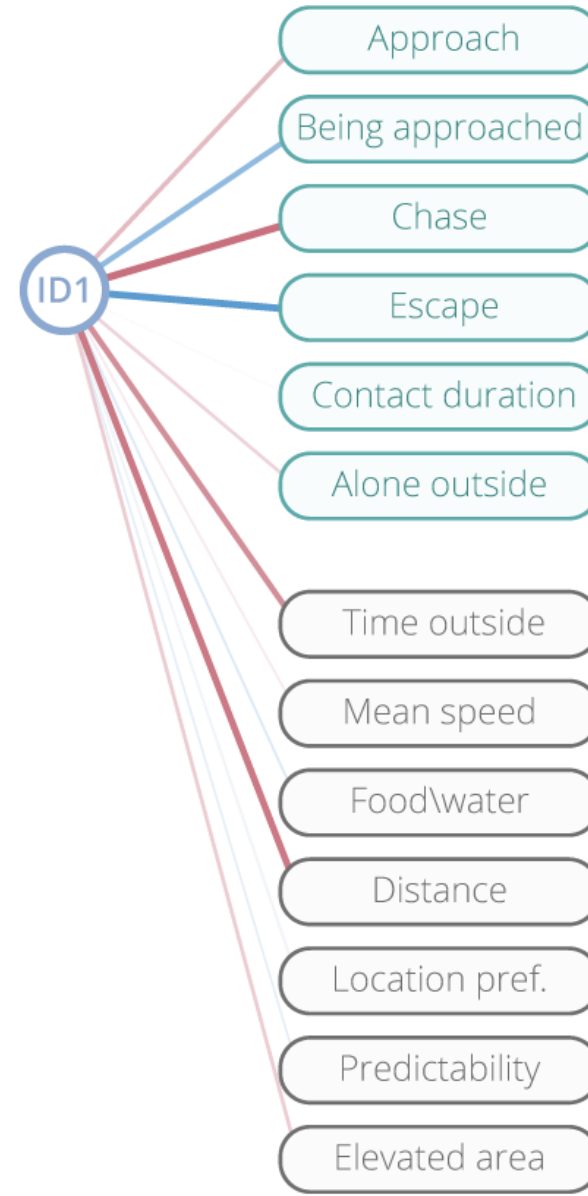 Approach
Being approached
Chase
ID1
Escape
Contact duration
Alone outside
Time outside
Mean speed
Food\water
Distance
Location pref.
Predictability
Elevated area